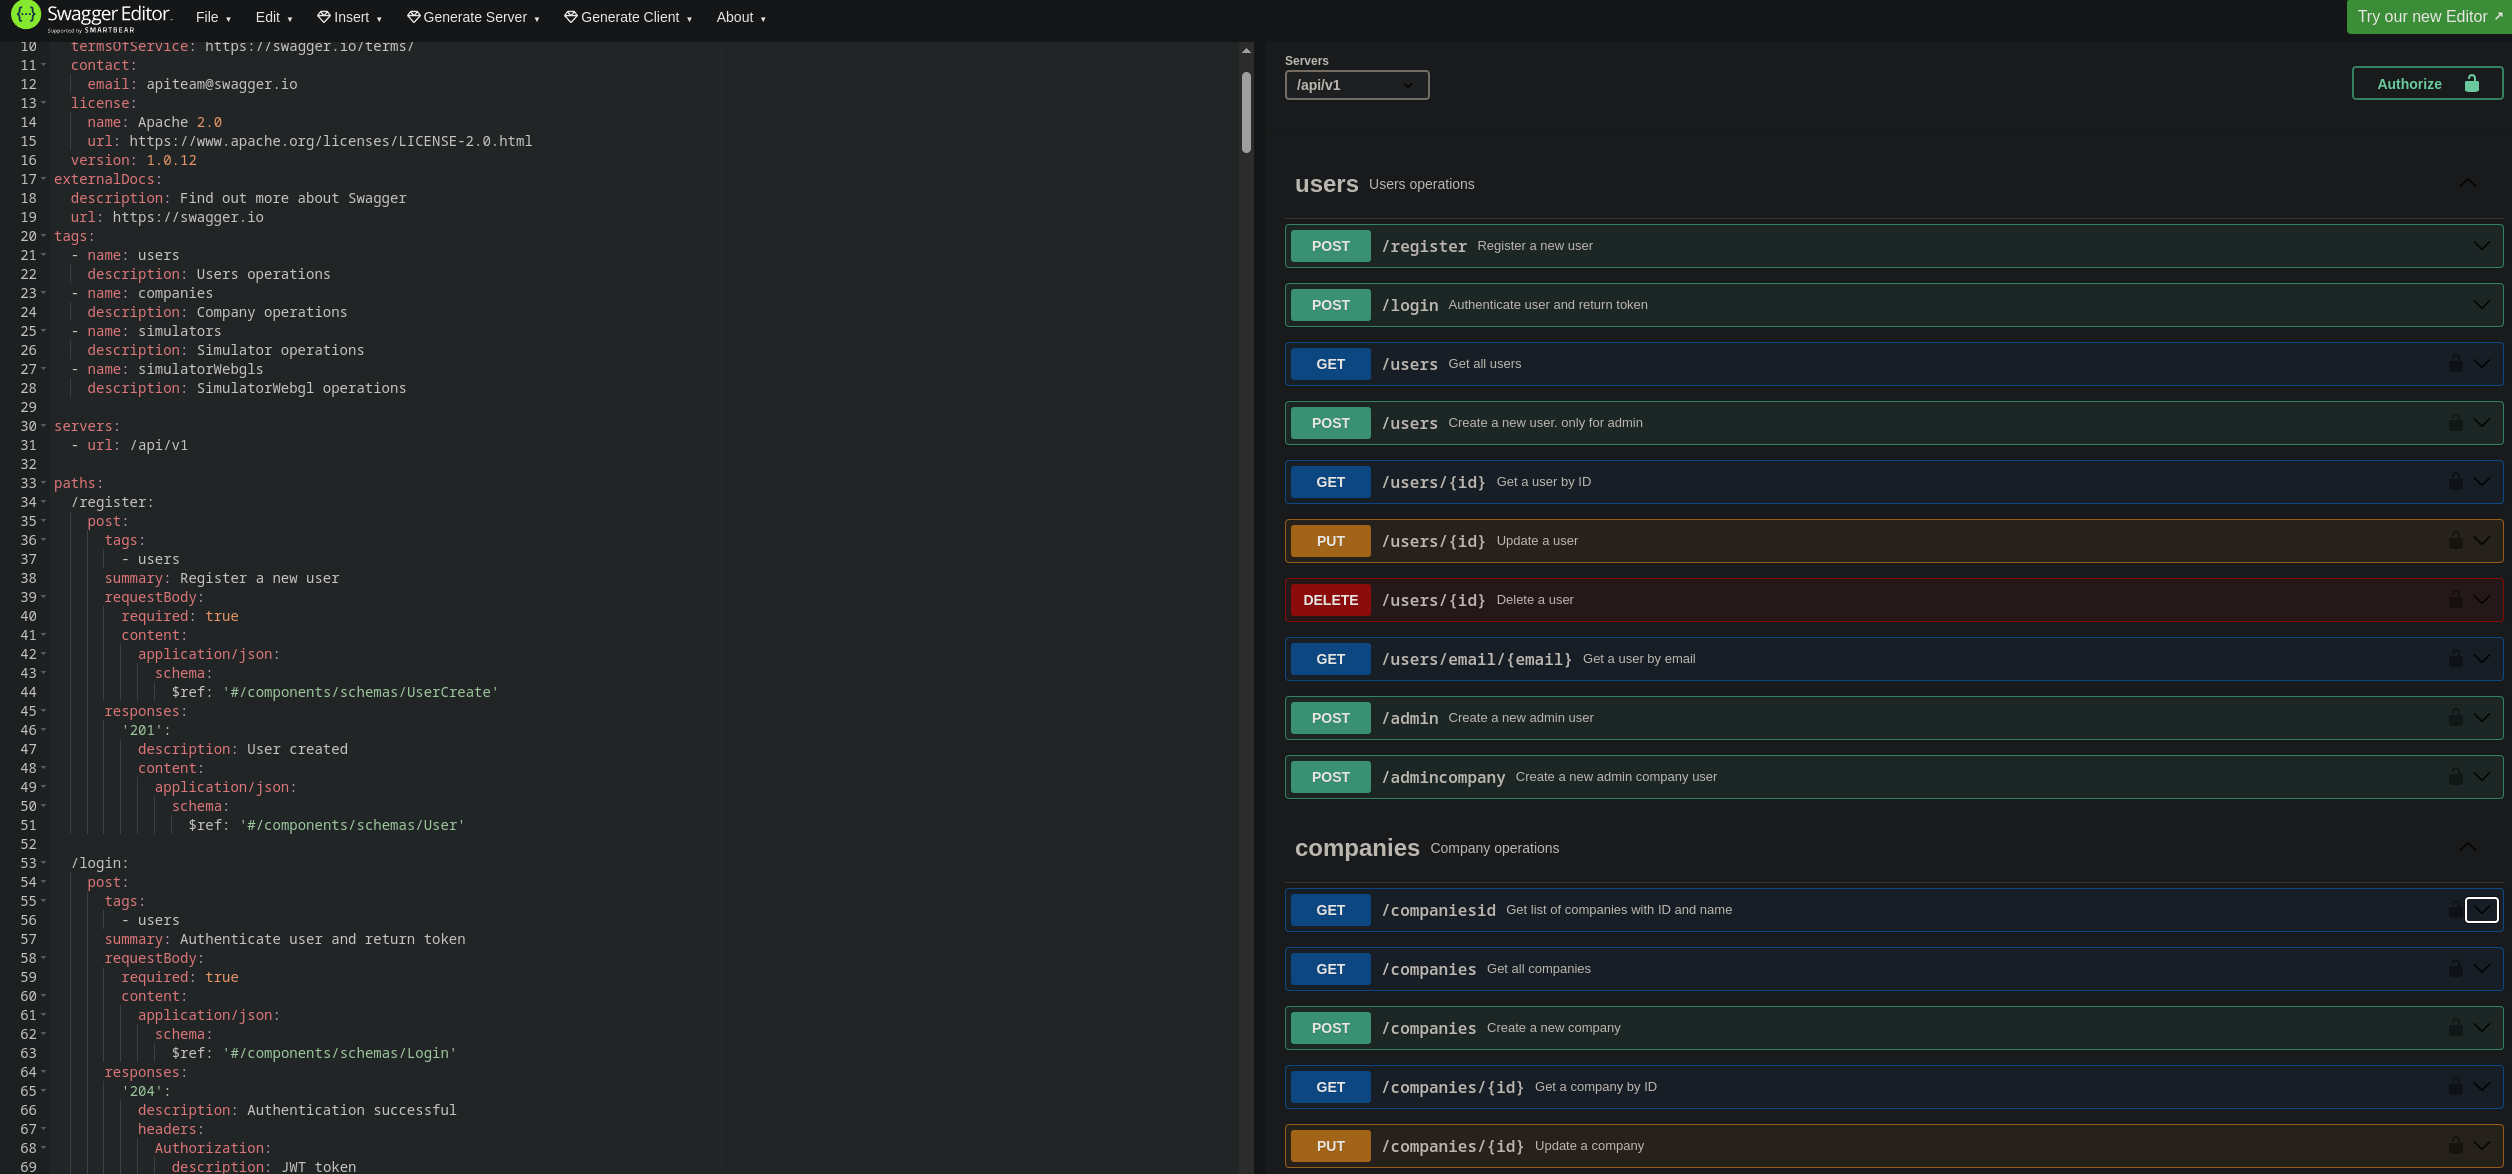 Swagger Editor
Supported by SMARTBEAR
File Edit Insert Generate Server Generate Client About
Try our new Editor
10 termsOfService: https://swagger.io/terms/
11 contact:
12 email: apiteam@swagger.io
13 license:
14 name: Apache 2.0
15 url: https://www.apache.org/licenses/LICENSE-2.0.html
16 version: 1.0.12
17 externalDocs:
18 description: Find out more about Swagger
19 url: https://swagger.io
20 tags:
21 - name: users
22 description: Users operations
23 - name: companies
24 description: Company operations
25 - name: simulators
26 description: Simulator operations
27 - name: simulatorWebgls
28 description: SimulatorWebgl operations
29
30 servers:
31 - url: /api/v1
32
33 paths:
34 /register:
35 post:
36 tags:
37 - users
38 summary: Register a new user
39 requestBody:
40 required: true
41 content:
42 application/json:
43 schema:
44 $ref: '#/components/schemas/UserCreate'
45 responses:
46 '201':
47 description: User created
48 content:
49 application/json:
50 schema:
51 $ref: '#/components/schemas/User'
52
53 /login:
54 post:
55 tags:
56 - users
57 summary: Authenticate user and return token
58 requestBody:
59 required: true
60 content:
61 application/json:
62 schema:
63 $ref: '#/components/schemas/Login'
64 responses:
65 '204':
66 description: Authentication successful
67 headers:
68 Authorization:
69 description: JWT token
Servers
/api/v1
Authorize
users Users operations
POST /register Register a new user
POST /login Authenticate user and return token
GET /users Get all users
POST /users Create a new user. only for admin
GET /users/{id} Get a user by ID
PUT /users/{id} Update a user
DELETE /users/{id} Delete a user
GET /users/email/{email} Get a user by email
POST /admin Create a new admin user
POST /admincompany Create a new admin company user
companies Company operations
GET /companiesid Get list of companies with ID and name
GET /companies Get all companies
POST /companies Create a new company
GET /companies/{id} Get a company by ID
PUT /companies/{id} Update a company